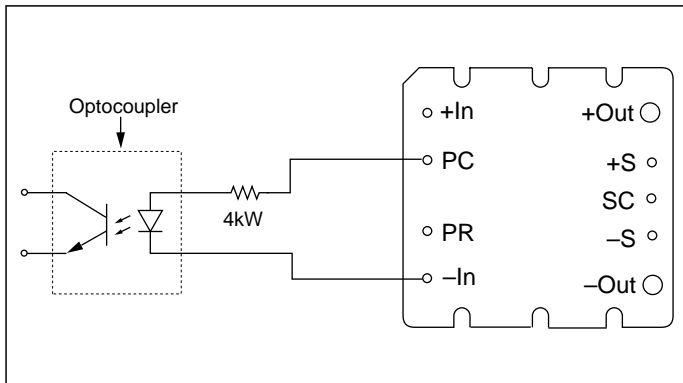 Optocoupler
4kW
+In
PC
PR
–In
+Out
+S
SC
–S
–Out